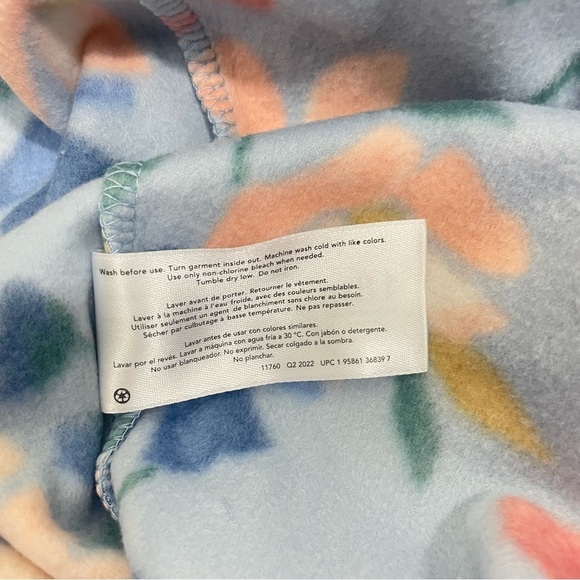 Wash before use. Turn garment inside out. Machine wash cold with like colors.
Use only non-chlorine bleach when needed.
Tumble dry low. Do not iron.
Laver avant de porter. Retourner le vêtement.
Laver à la machine à l'eau froide, avec des couleurs semblables.
Utiliser seulement un agent de blanchiment sans chlore au besoin.
Sécher par culbutage à basse température. Ne pas repasser.
Lavar antes de usar con colores similares.
Lavar por el revés. Lavar a máquina con agua fria a 30 °C. Con jabón o detergente.
No usar blanqueador. No exprimir. Secar colgado a la sombra.
No planchar.
11760 Q2 2022 UPC 1 95861 36839 7